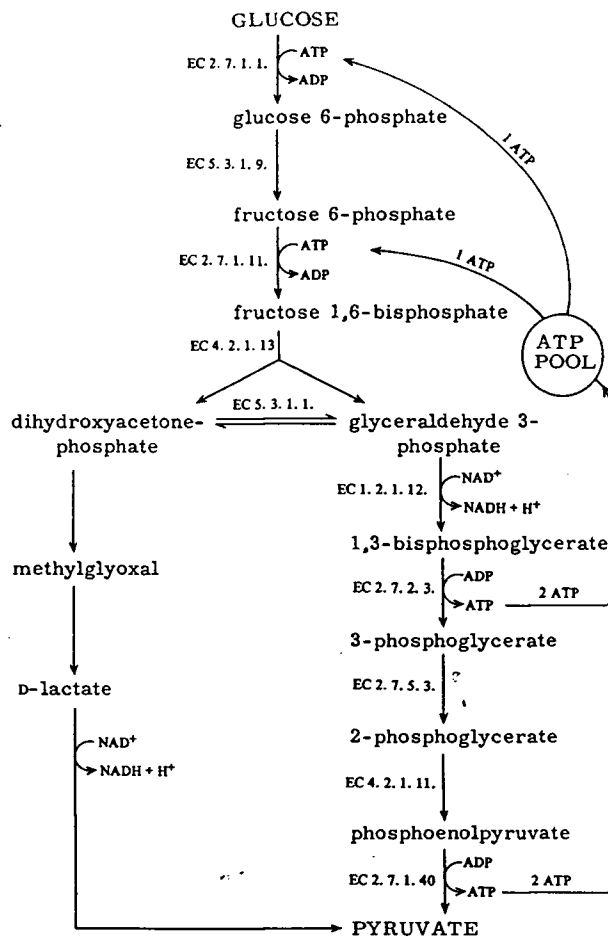 GLUCOSE
EC 2. 7. 1. 1.
ATP
ADP
glucose 6-phosphate
1 ATP
EC 5. 3. 1. 9.
fructose 6-phosphate
EC 2. 7. 1. 11.
ATP
ADP
1 ATP
fructose 1,6-bisphosphate
EC 4. 2. 1. 13
ATP
POOL
dihydroxyacetone-
phosphate
EC 5. 3. 1. 1.
glyceraldehyde 3-
phosphate
EC 1. 2. 1. 12.
NAD⁺
NADH + H⁺
methylglyoxal
1,3-bisphosphoglycerate
EC 2. 7. 2. 3.
ADP
ATP
2 ATP
3-phosphoglycerate
D-lactate
EC 2. 7. 5. 3.
NAD⁺
NADH + H⁺
2-phosphoglycerate
EC 4. 2. 1. 11.
phosphoenolpyruvate
EC 2. 7. 1. 40
ADP
ATP
2 ATP
PYRUVATE